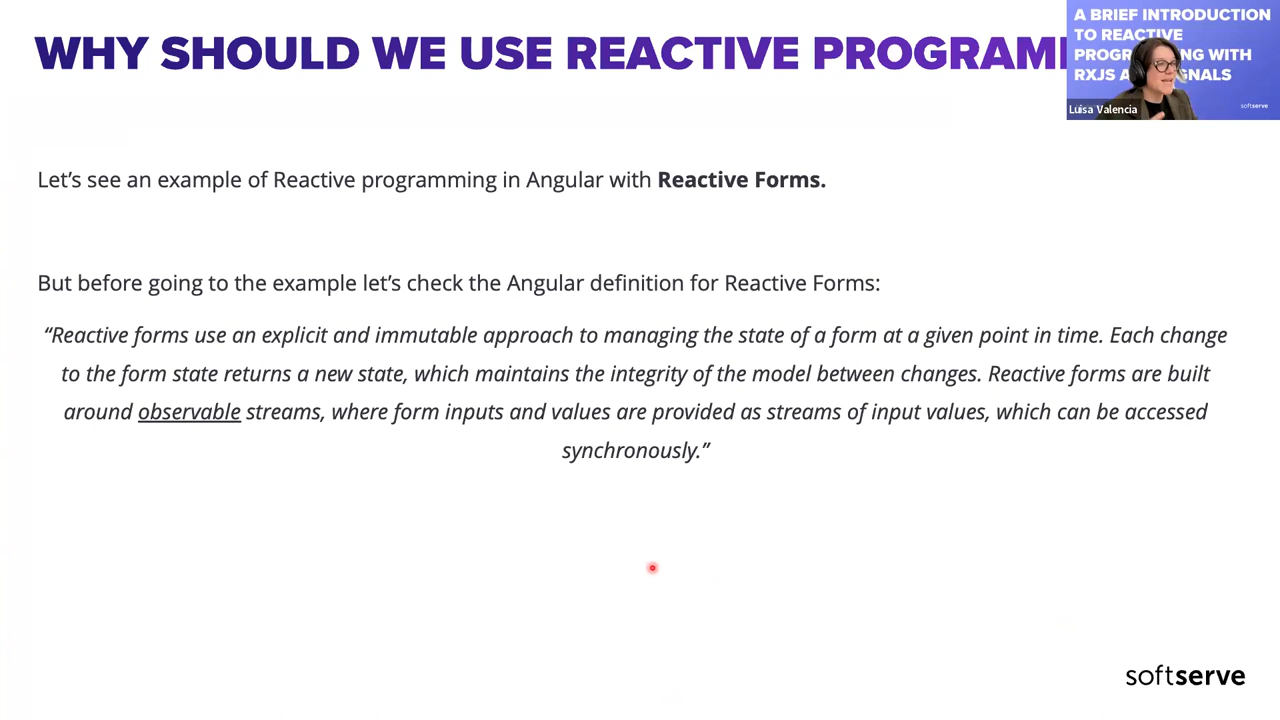 WHY SHOULD WE USE REACTIVE PROGRAM
A BRIEF INTRODUCTION
TO REACTIVE
PROGR NG WITH
RXJS A GNALS
softserve
Luisa Valencia
Let's see an example of Reactive programming in Angular with Reactive Forms.
But before going to the example let's check the Angular definition for Reactive Forms:
“Reactive forms use an explicit and immutable approach to managing the state of a form at a given point in time. Each change
to the form state returns a new state, which maintains the integrity of the model between changes. Reactive forms are built
around observable streams, where form inputs and values are provided as streams of input values, which can be accessed
synchronously.”
softserve